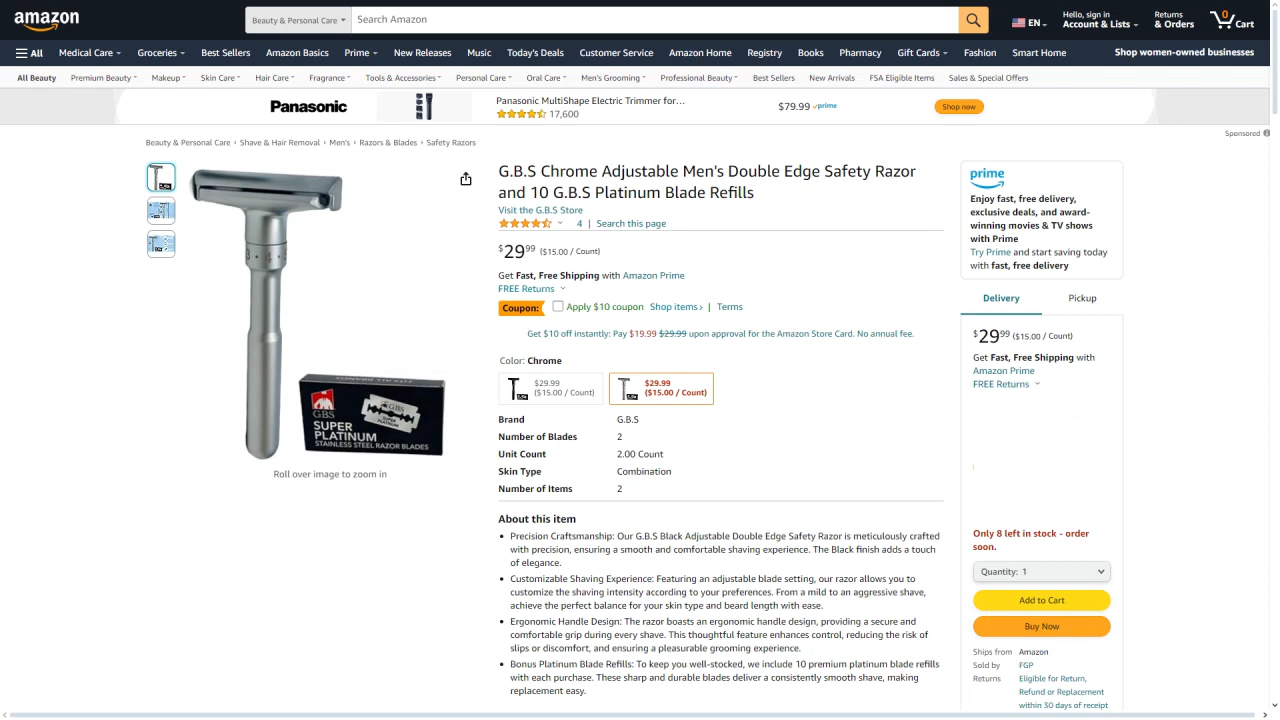 amazon
Beauty & Personal Care
Search Amazon
EN
Hello, sign in
Account & Lists
Returns
& Orders
0
Cart
All
Medical Care
Groceries
Best Sellers
Amazon Basics
Prime
New Releases
Music
Today's Deals
Customer Service
Amazon Home
Registry
Books
Pharmacy
Gift Cards
Fashion
Smart Home
Shop women-owned businesses
All Beauty
Premium Beauty
Makeup
Skin Care
Hair Care
Fragrance
Tools & Accessories
Personal Care
Oral Care
Men's Grooming
Professional Beauty
Best Sellers
New Arrivals
FSA Eligible Items
Sales & Special Offers
Panasonic
Panasonic MultiShape Electric Trimmer for…
17,600
$79.99 prime
Shop now
Sponsored
Beauty & Personal Care › Shave & Hair Removal › Men's › Razors & Blades › Safety Razors
3 · 4 · 5
FITS ALL BRANDS
GBS
SUPER
PLATINUM
STAINLESS STEEL RAZOR BLADES
Roll over image to zoom in
G.B.S Chrome Adjustable Men's Double Edge Safety Razor
and 10 G.B.S Platinum Blade Refills
Visit the G.B.S Store
4 | Search this page
$29.99 ($15.00 / Count)
Get Fast, Free Shipping with Amazon Prime
FREE Returns
Coupon: Apply $10 coupon Shop items › | Terms
Get $10 off instantly: Pay $19.99 $29.99 upon approval for the Amazon Store Card. No annual fee.
Color: Chrome
$29.99
($15.00 / Count)
$29.99
($15.00 / Count)
Brand G.B.S
Number of Blades 2
Unit Count 2.00 Count
Skin Type Combination
Number of Items 2
About this item
• Precision Craftsmanship: Our G.B.S Black Adjustable Double Edge Safety Razor is meticulously crafted
with precision, ensuring a smooth and comfortable shaving experience. The Black finish adds a touch
of elegance.
• Customizable Shaving Experience: Featuring an adjustable blade setting, our razor allows you to
customize the shaving intensity according to your preferences. From a mild to an aggressive shave,
achieve the perfect balance for your skin type and beard length with ease.
• Ergonomic Handle Design: The razor boasts an ergonomic handle design, providing a secure and
comfortable grip during every shave. This thoughtful feature enhances control, reducing the risk of
slips or discomfort, and ensuring a pleasurable grooming experience.
• Bonus Platinum Blade Refills: To keep you well-stocked, we include 10 premium platinum blade refills
with each purchase. These sharp and durable blades deliver a consistently smooth shave, making
replacement easy.
prime
Enjoy fast, free delivery,
exclusive deals, and award-
winning movies & TV shows
with Prime
Try Prime and start saving today
with fast, free delivery
Delivery
Pickup
$29.99 ($15.00 / Count)
Get Fast, Free Shipping with
Amazon Prime
FREE Returns
Only 8 left in stock - order
soon.
Quantity: 1
Add to Cart
Buy Now
Ships from Amazon
Sold by FGP
Returns Eligible for Return,
Refund or Replacement
within 30 days of receipt